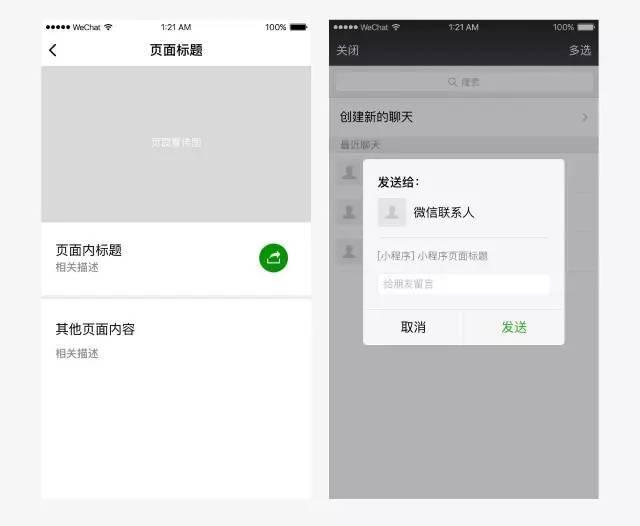 WeChat 1:21 AM 100%
页面标题
页面宣传图
页面内标题
相关描述
其他页面内容
相关描述
WeChat 1:21 AM 100%
关闭 多选
搜索
创建新的聊天
最近聊天
发送给：
微信联系人
[小程序] 小程序页面标题
给朋友留言
取消 发送